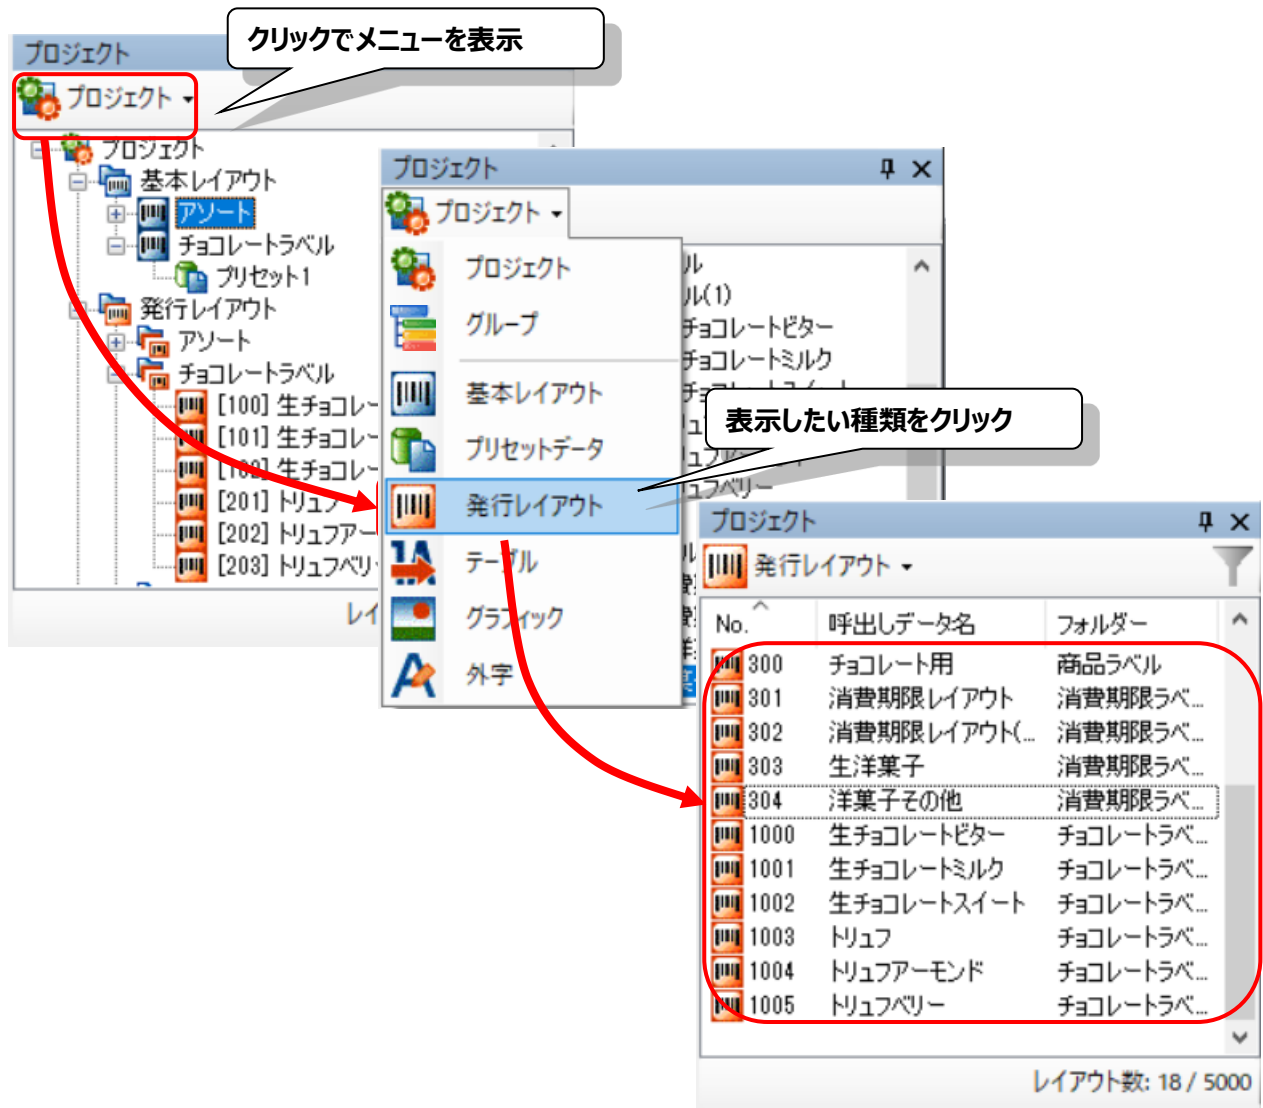 クリックでメニューを表示
プロジェクト
プロジェクト
プロジェクト
基本レイアウト
アソート
チョコレートラベル
プリセット1
発行レイアウト
アソート
チョコレートラベル
[100] 生チョコレー
[101] 生チョコレー
[102] 生チョコレー
[201] トリュフ
[202] トリュフアー
[203] トリュフベリ
レイ
プロジェクト
プロジェクト
プロジェクト
グループ
基本レイアウト
プリセットデータ
発行レイアウト
テーブル
グラフィック
外字
ル
ル(1)
チョコレートビター
チョコレートミルク
ュフベリー
表示したい種類をクリック
プロジェクト
発行レイアウト
No. 呼出しデータ名 フォルダー
300 チョコレート用 商品ラベル
301 消費期限レイアウト 消費期限ラベ...
302 消費期限レイアウト(... 消費期限ラベ...
303 生洋菓子 消費期限ラベ...
304 洋菓子その他 消費期限ラベ...
1000 生チョコレートビター チョコレートラベ...
1001 生チョコレートミルク チョコレートラベ...
1002 生チョコレートスイート チョコレートラベ...
1003 トリュフ チョコレートラベ...
1004 トリュフアーモンド チョコレートラベ...
1005 トリュフベリー チョコレートラベ...
レイアウト数: 18 / 5000